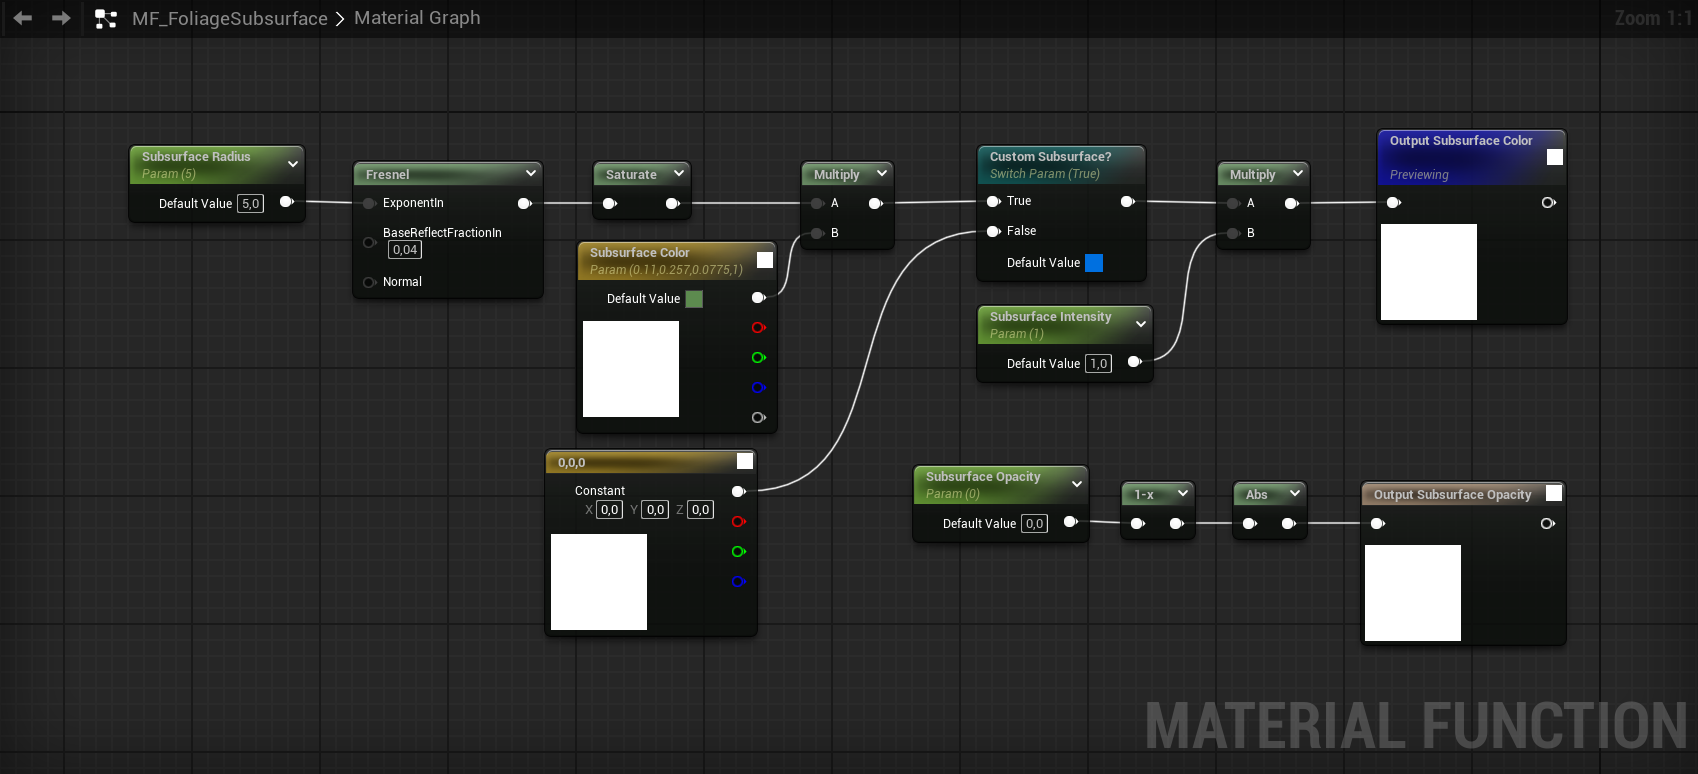 MF_FoliageSubsurface > Material Graph
Zoom 1:1
Subsurface Radius
Param (5)
Default Value 5,0
Fresnel
ExponentIn
BaseReflectFractionIn
0,04
Normal
Saturate
Subsurface Color
Param (0.11,0.257,0.0775,1)
Default Value
0,0,0
Constant
X 0,0 Y 0,0 Z 0,0
Multiply
A
B
Custom Subsurface?
Switch Param (True)
True
False
Default Value
Subsurface Intensity
Param (1)
Default Value 1,0
Multiply
A
B
Output Subsurface Color
Previewing
Subsurface Opacity
Param (0)
Default Value 0,0
1-x
Abs
Output Subsurface Opacity
MATERIAL FUNCTION